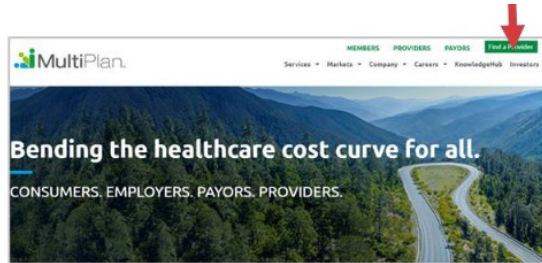 MEMBERS PROVIDERS PAYORS Find a Provider
MultiPlan.
Services Markets Company Careers KnowledgeHub Investors
Bending the healthcare cost curve for all.
CONSUMERS. EMPLOYERS. PAYORS. PROVIDERS.